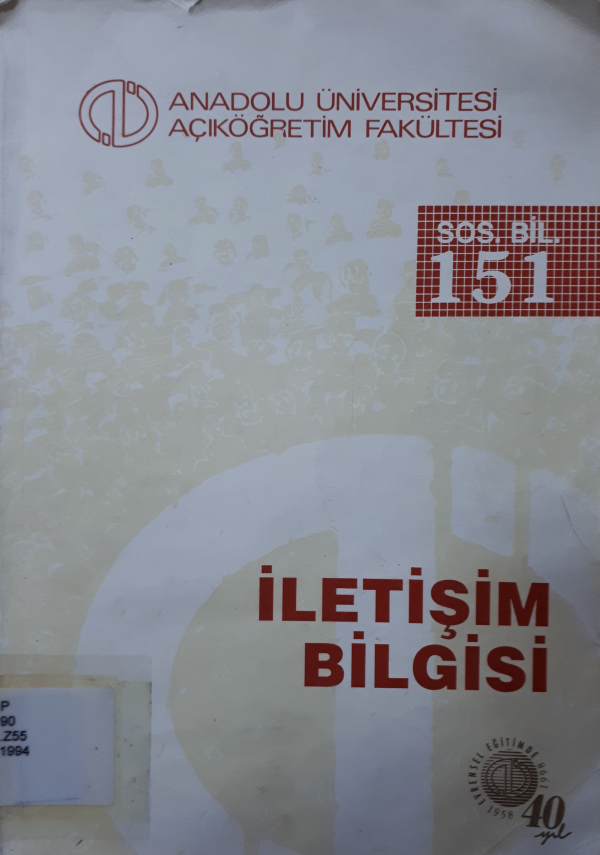 ANADOLU ÜNİVERSİTESİ
AÇIKÖĞRETİM FAKÜLTESİ
SOS. BİL.
151
İLETİŞİM
BİLGİSİ
P
90
.Z55
1994
1958 EVRENSEL EĞİTİMDE 1998
40
yıl